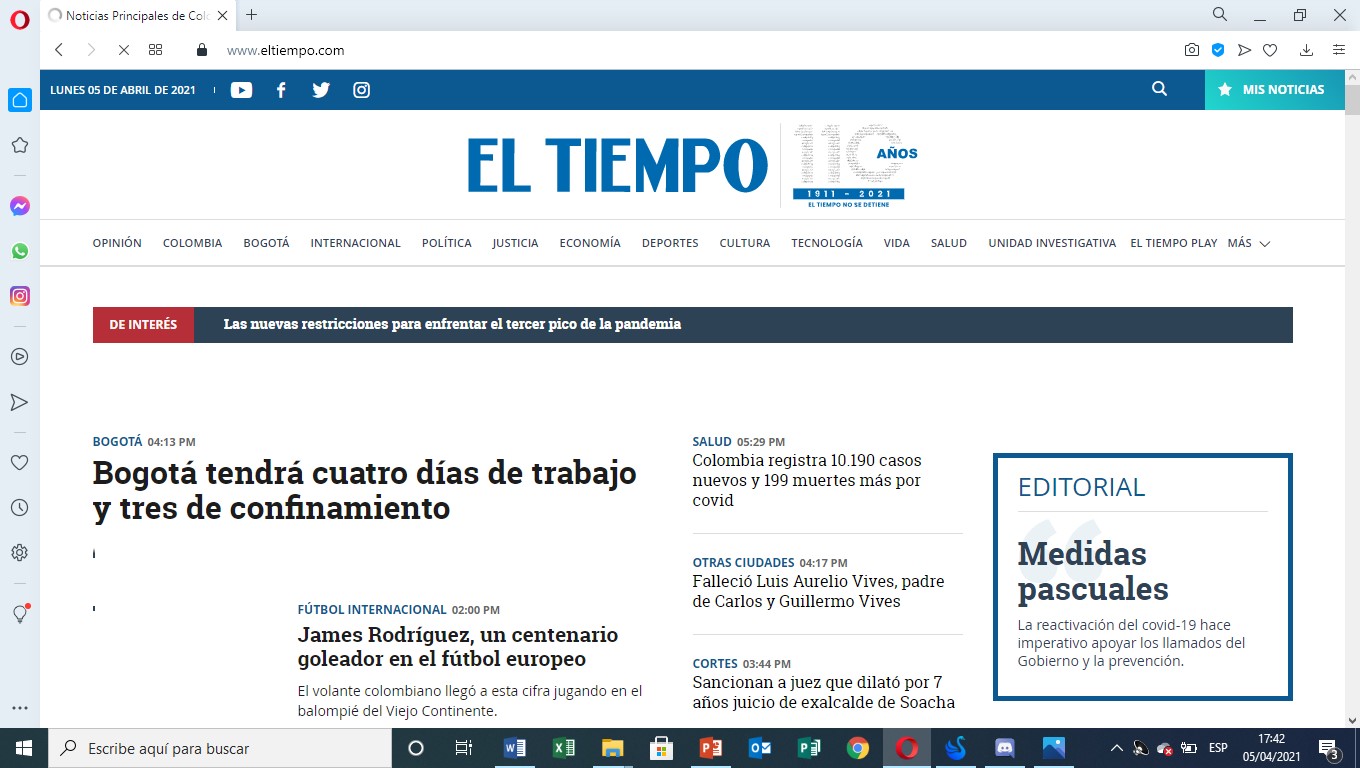 Noticias Principales de Colo
www.eltiempo.com
LUNES 05 DE ABRIL DE 2021
MIS NOTICIAS
EL TIEMPO
110 AÑOS
1911 - 2021
EL TIEMPO NO SE DETIENE
OPINIÓN COLOMBIA BOGOTÁ INTERNACIONAL POLÍTICA JUSTICIA ECONOMÍA DEPORTES CULTURA TECNOLOGÍA VIDA SALUD UNIDAD INVESTIGATIVA EL TIEMPO PLAY MÁS
DE INTERÉS Las nuevas restricciones para enfrentar el tercer pico de la pandemia
BOGOTÁ 04:13 PM
Bogotá tendrá cuatro días de trabajo
y tres de confinamiento
FÚTBOL INTERNACIONAL 02:00 PM
James Rodríguez, un centenario
goleador en el fútbol europeo
El volante colombiano llegó a esta cifra jugando en el
balompié del Viejo Continente.
SALUD 05:29 PM
Colombia registra 10.190 casos
nuevos y 199 muertes más por
covid
OTRAS CIUDADES 04:17 PM
Falleció Luis Aurelio Vives, padre
de Carlos y Guillermo Vives
CORTES 03:44 PM
Sancionan a juez que dilató por 7
años juicio de exalcalde de Soacha
EDITORIAL
Medidas
pascuales
La reactivación del covid-19 hace
imperativo apoyar los llamados del
Gobierno y la prevención.
Escribe aquí para buscar
ESP
17:42
05/04/2021
3